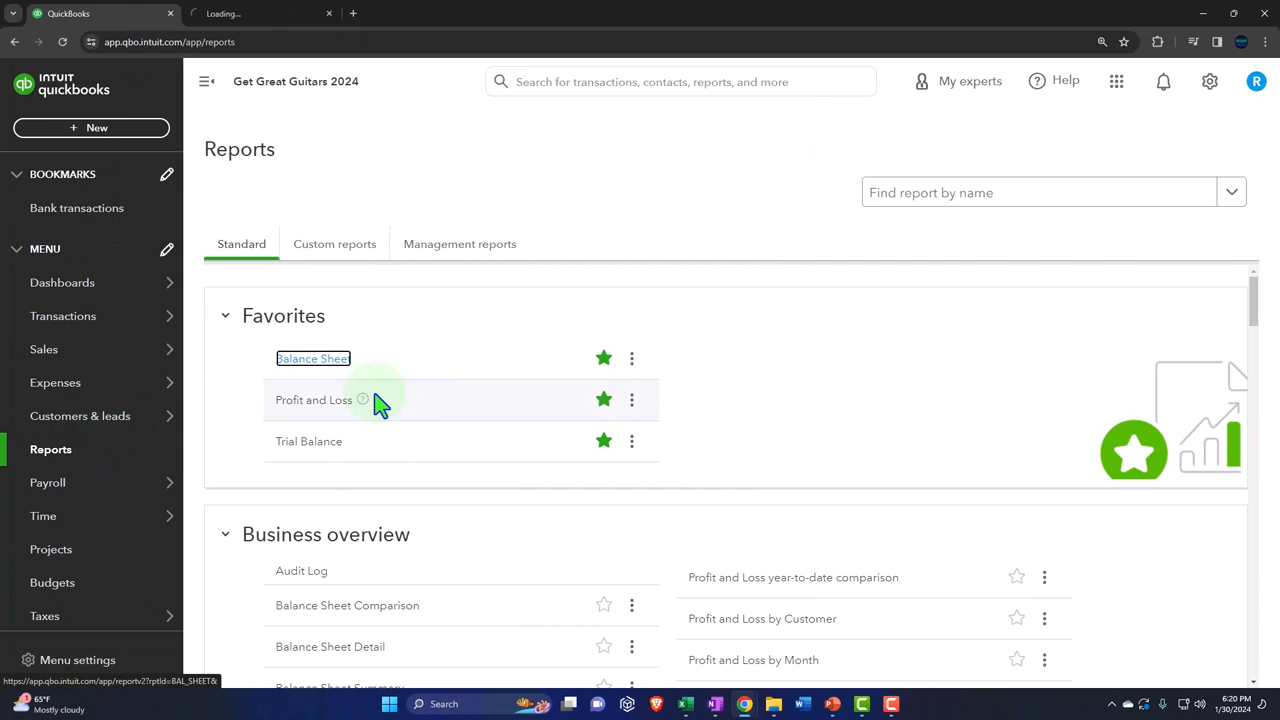 QuickBooks
Loading...
app.qbo.intuit.com/app/reports
INTUIT
quickbooks
Get Great Guitars 2024
Search for transactions, contacts, reports, and more
My experts
Help
R
+ New
BOOKMARKS
Bank transactions
MENU
Dashboards
Transactions
Sales
Expenses
Customers & leads
Reports
Payroll
Time
Projects
Budgets
Taxes
Menu settings
Reports
Find report by name
Standard
Custom reports
Management reports
Favorites
Balance Sheet
Profit and Loss
Trial Balance
Business overview
Audit Log
Balance Sheet Comparison
Balance Sheet Detail
Balance Sheet Summary
Profit and Loss year-to-date comparison
Profit and Loss by Customer
Profit and Loss by Month
https://app.qbo.intuit.com/app/reportv2?rptId=BAL_SHEET&
65°F
Mostly cloudy
Search
6:20 PM
1/30/2024